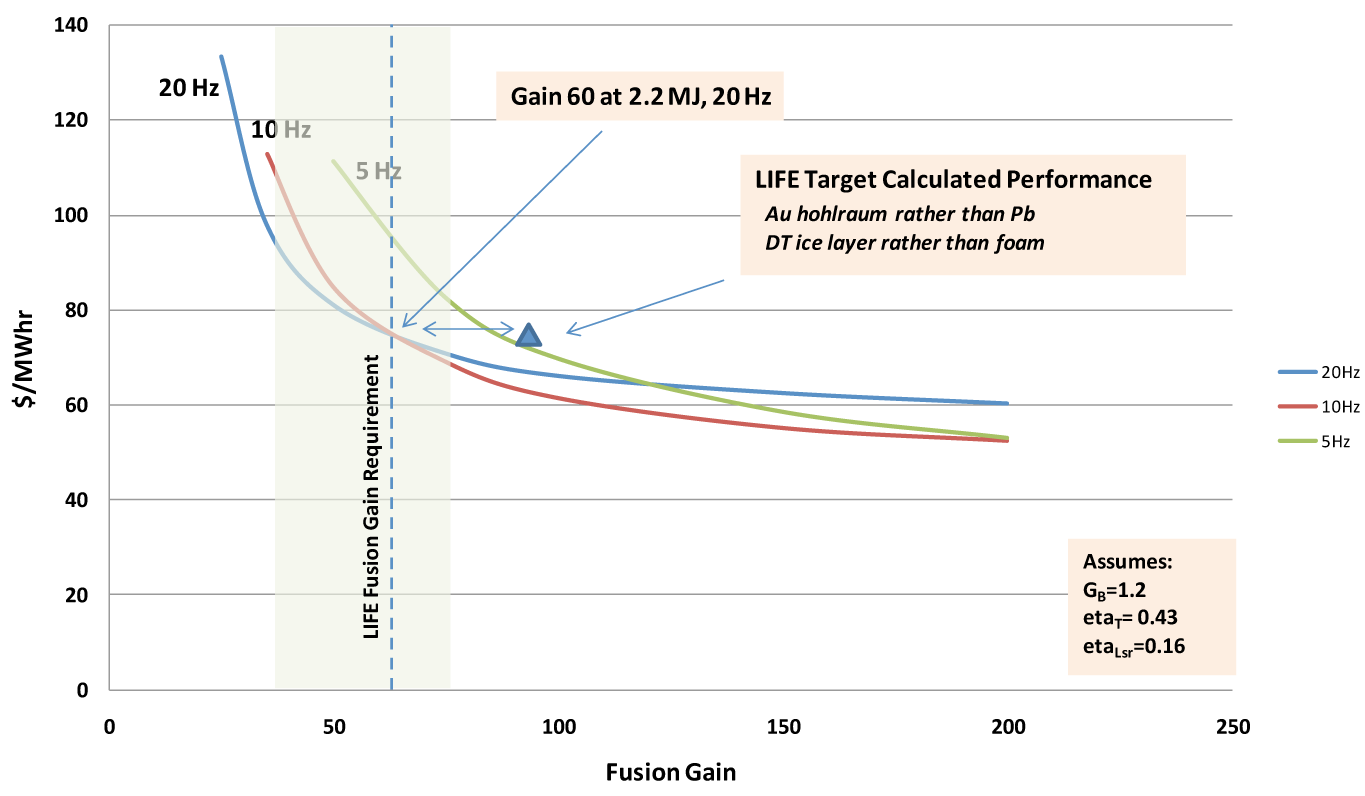 140
120
100
80
60
40
20
0
$/MWhr
20 Hz
10 Hz
5 Hz
Gain 60 at 2.2 MJ, 20 Hz
LIFE Target Calculated Performance
Au hohlraum rather than Pb
DT ice layer rather than foam
LIFE Fusion Gain Requirement
20Hz
10Hz
5Hz
Assumes:
G_B=1.2
eta_T= 0.43
eta_Lsr=0.16
0
50
100
150
200
250
Fusion Gain